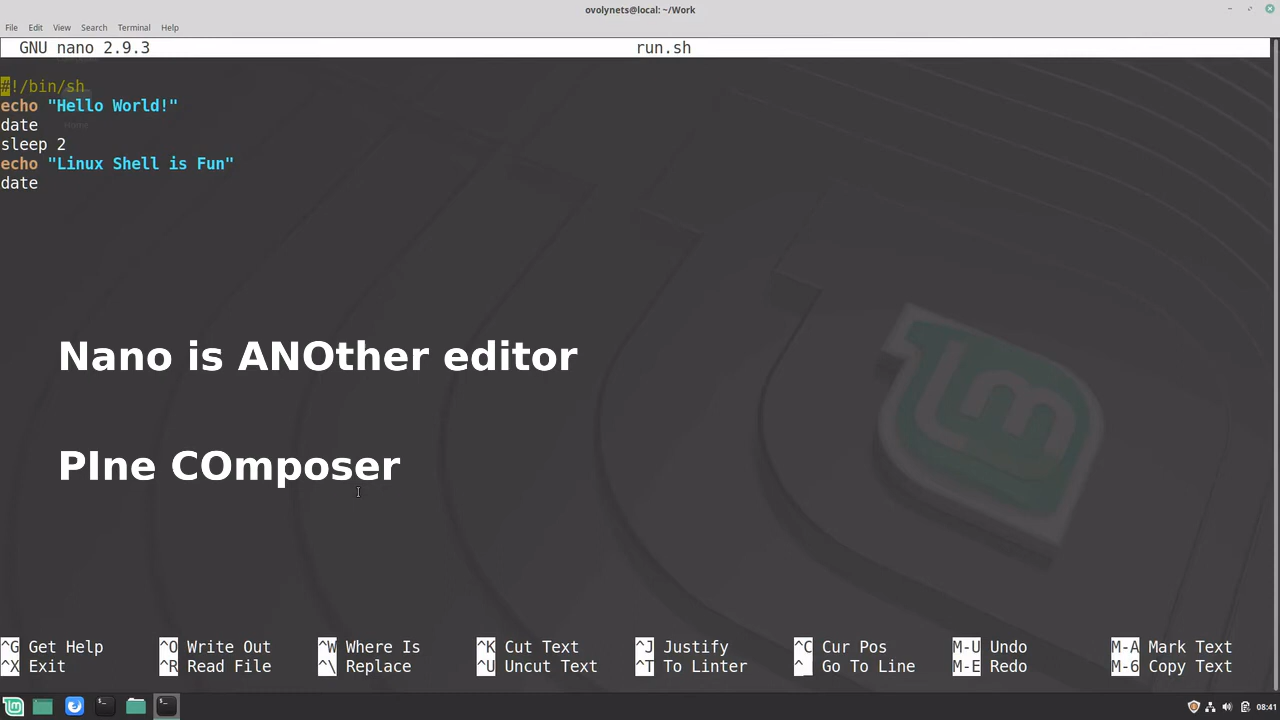 ovolynets@local: ~/Work
File Edit View Search Terminal Help
GNU nano 2.9.3 run.sh
#!/bin/sh
echo "Hello World!"
date
sleep 2
echo "Linux Shell is Fun"
date
Nano is ANOther editor
PIne COmposer
^G Get Help ^O Write Out ^W Where Is ^K Cut Text ^J Justify ^C Cur Pos M-U Undo M-A Mark Text
^X Exit ^R Read File ^\ Replace ^U Uncut Text ^T To Linter ^_ Go To Line M-E Redo M-6 Copy Text
08:41